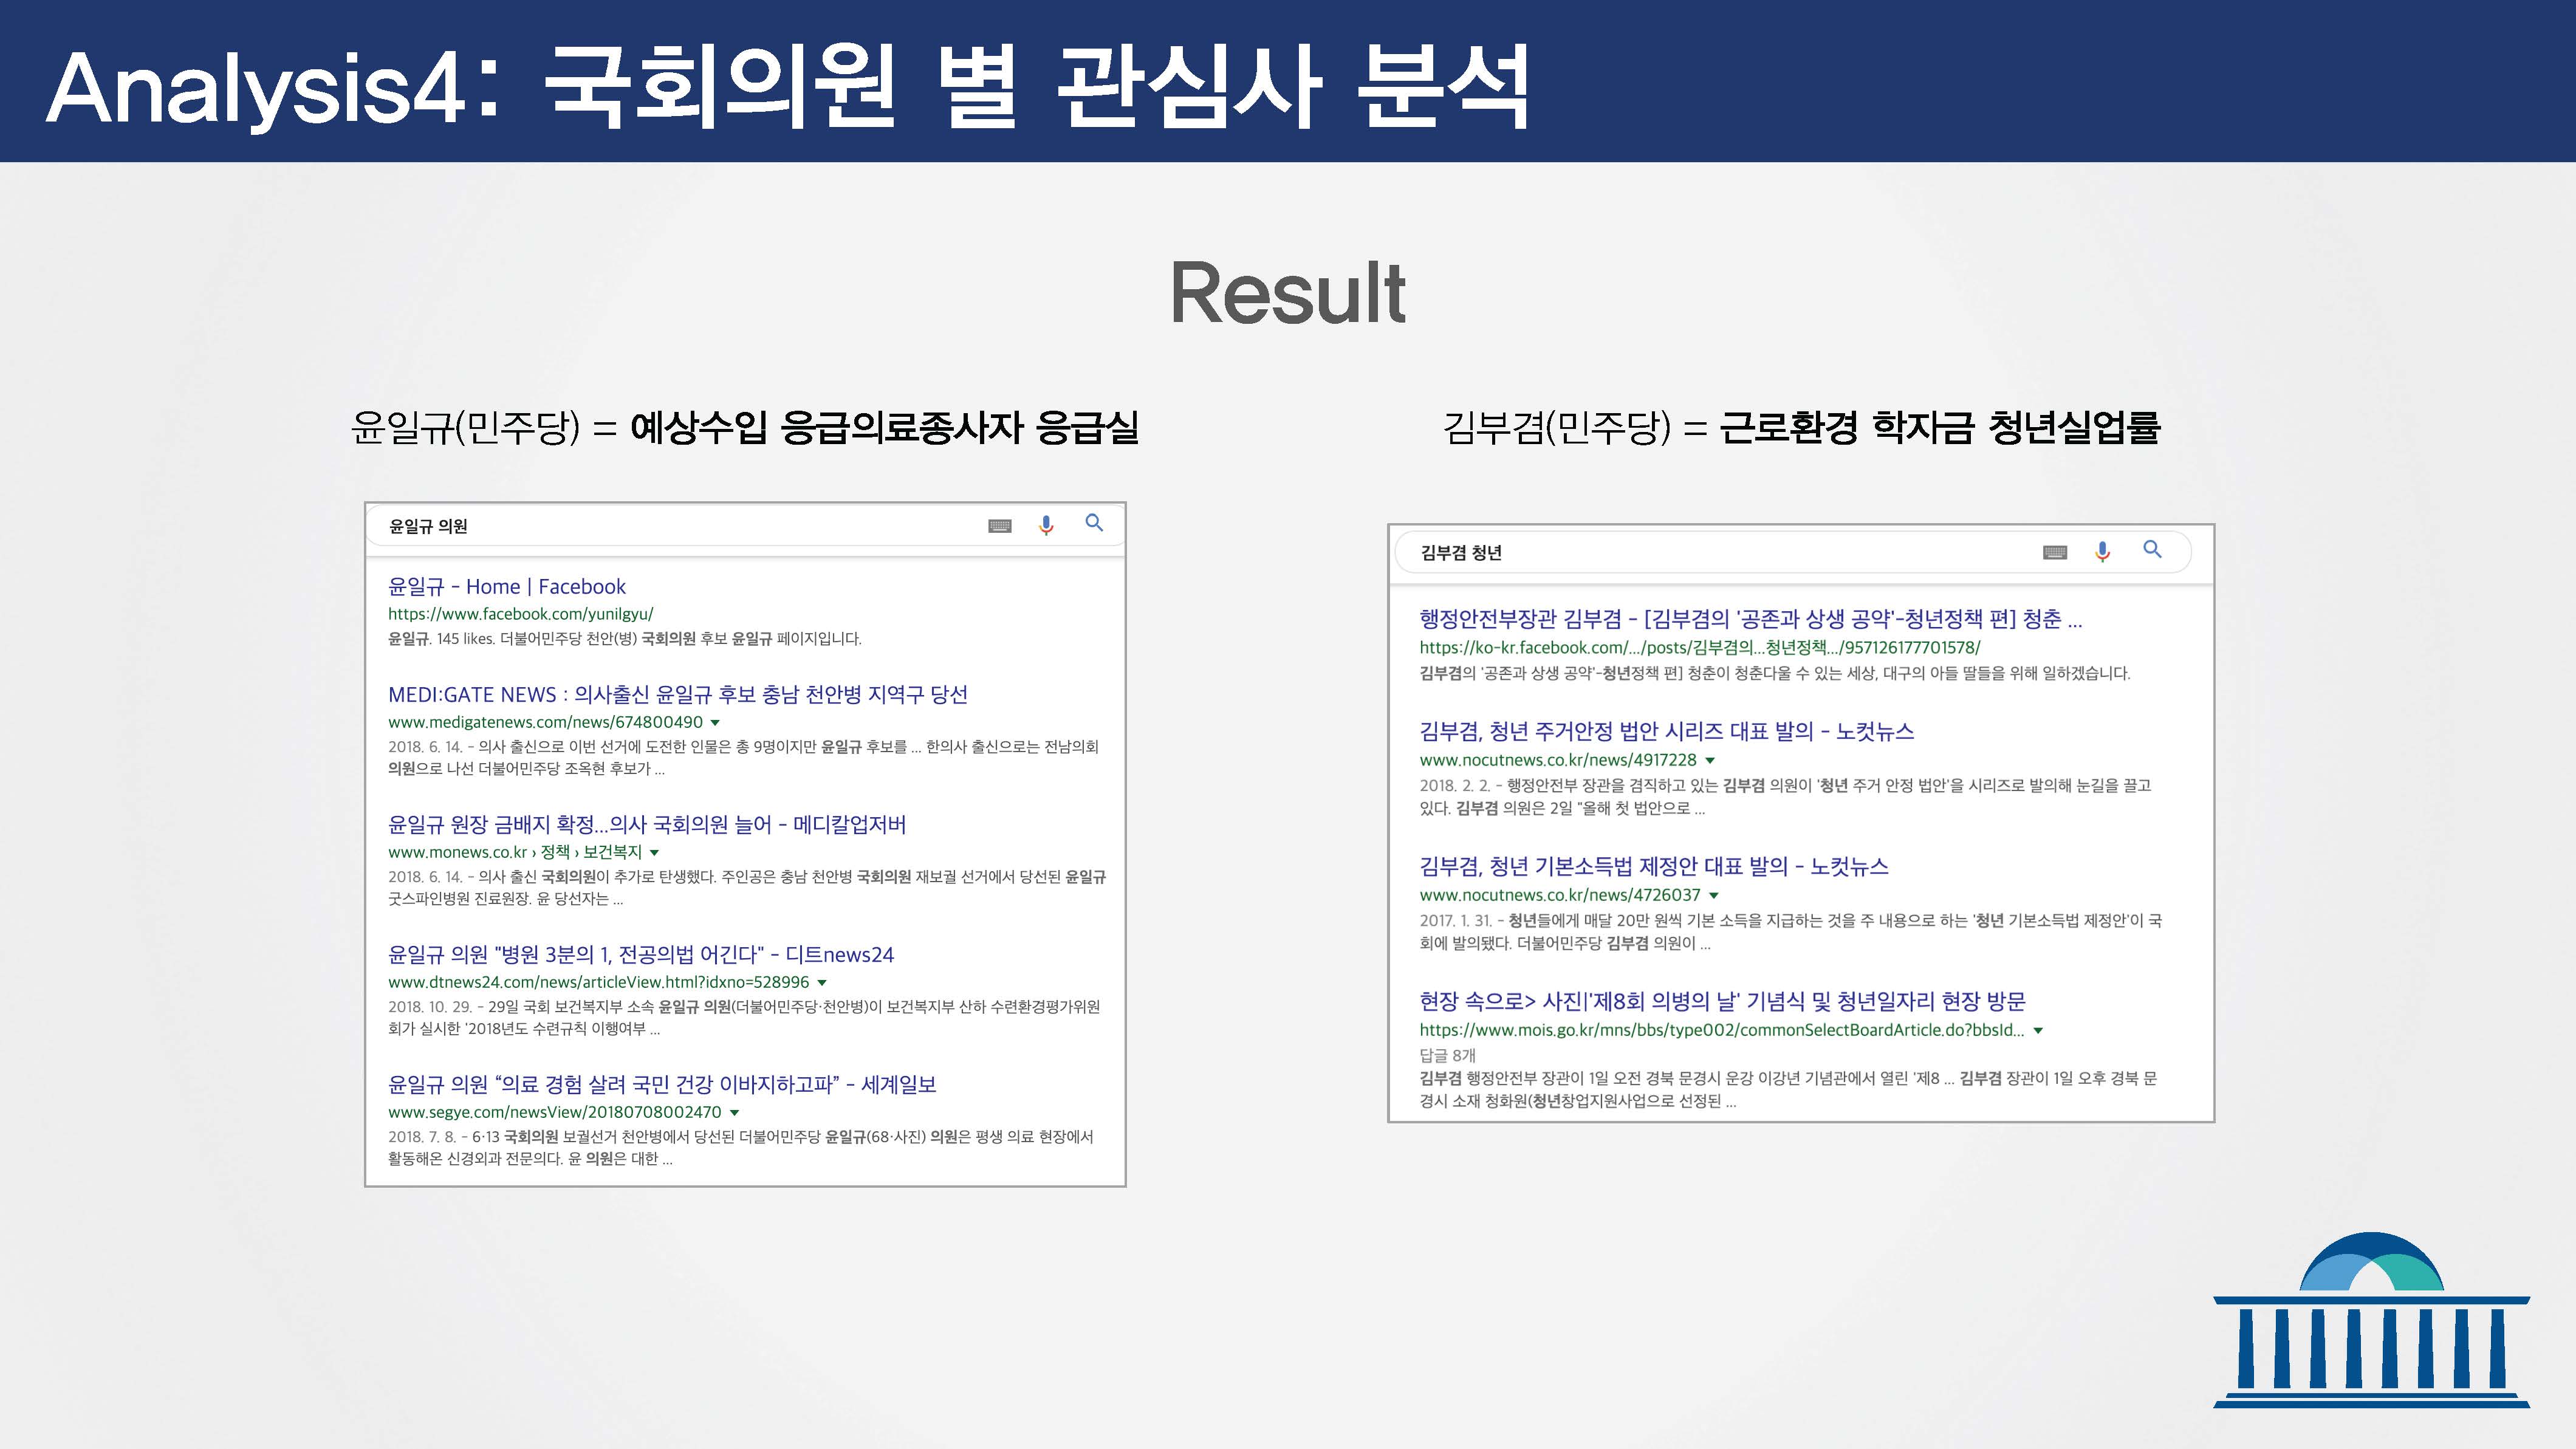 Analysis4: 국회의원 별 관심사 분석
Result
윤일규(민주당) = 예상수입 응급의료종사자 응급실
윤일규 의원
윤일규 - Home | Facebook
https://www.facebook.com/yunilgyu/
윤일규. 145 likes. 더불어민주당 천안(병) 국회의원 후보 윤일규 페이지입니다.
MEDI:GATE NEWS : 의사출신 윤일규 후보 충남 천안병 지역구 당선
www.medigatenews.com/news/674800490
2018. 6. 14. - 의사 출신으로 이번 선거에 도전한 인물은 총 9명이지만 윤일규 후보를 ... 한의사 출신으로는 전남의회
의원으로 나선 더불어민주당 조옥현 후보가 ...
윤일규 원장 금배지 확정...의사 국회의원 늘어 - 메디칼업저버
www.monews.co.kr › 정책 › 보건복지
2018. 6. 14. - 의사 출신 국회의원이 추가로 탄생했다. 주인공은 충남 천안병 국회의원 재보궐 선거에서 당선된 윤일규
굿스파인병원 진료원장. 윤 당선자는 ...
윤일규 의원 "병원 3분의 1, 전공의법 어긴다" - 디트news24
www.dtnews24.com/news/articleView.html?idxno=528996
2018. 10. 29. - 29일 국회 보건복지부 소속 윤일규 의원(더불어민주당·천안병)이 보건복지부 산하 수련환경평가위원
회가 실시한 '2018년도 수련규칙 이행여부 ...
윤일규 의원 “의료 경험 살려 국민 건강 이바지하고파” - 세계일보
www.segye.com/newsView/20180708002470
2018. 7. 8. - 6·13 국회의원 보궐선거 천안병에서 당선된 더불어민주당 윤일규(68·사진) 의원은 평생 의료 현장에서
활동해온 신경외과 전문의다. 윤 의원은 대한 ...
김부겸(민주당) = 근로환경 학자금 청년실업률
김부겸 청년
행정안전부장관 김부겸 - [김부겸의 '공존과 상생 공약'-청년정책 편] 청춘 ...
https://ko-kr.facebook.com/.../posts/김부겸의...청년정책.../957126177701578/
김부겸의 '공존과 상생 공약'-청년정책 편] 청춘이 청춘다울 수 있는 세상, 대구의 아들 딸들을 위해 일하겠습니다.
김부겸, 청년 주거안정 법안 시리즈 대표 발의 - 노컷뉴스
www.nocutnews.co.kr/news/4917228
2018. 2. 2. - 행정안전부 장관을 겸직하고 있는 김부겸 의원이 '청년 주거 안정 법안'을 시리즈로 발의해 눈길을 끌고
있다. 김부겸 의원은 2일 "올해 첫 법안으로 ...
김부겸, 청년 기본소득법 제정안 대표 발의 - 노컷뉴스
www.nocutnews.co.kr/news/4726037
2017. 1. 31. - 청년들에게 매달 20만 원씩 기본 소득을 지급하는 것을 주 내용으로 하는 '청년 기본소득법 제정안'이 국
회에 발의됐다. 더불어민주당 김부겸 의원이 ...
현장 속으로> 사진|'제8회 의병의 날' 기념식 및 청년일자리 현장 방문
https://www.mois.go.kr/mns/bbs/type002/commonSelectBoardArticle.do?bbsId...
답글 8개
김부겸 행정안전부 장관이 1일 오전 경북 문경시 운강 이강년 기념관에서 열린 '제8 ... 김부겸 장관이 1일 오후 경북 문
경시 소재 청화원(청년창업지원사업으로 선정된 ...